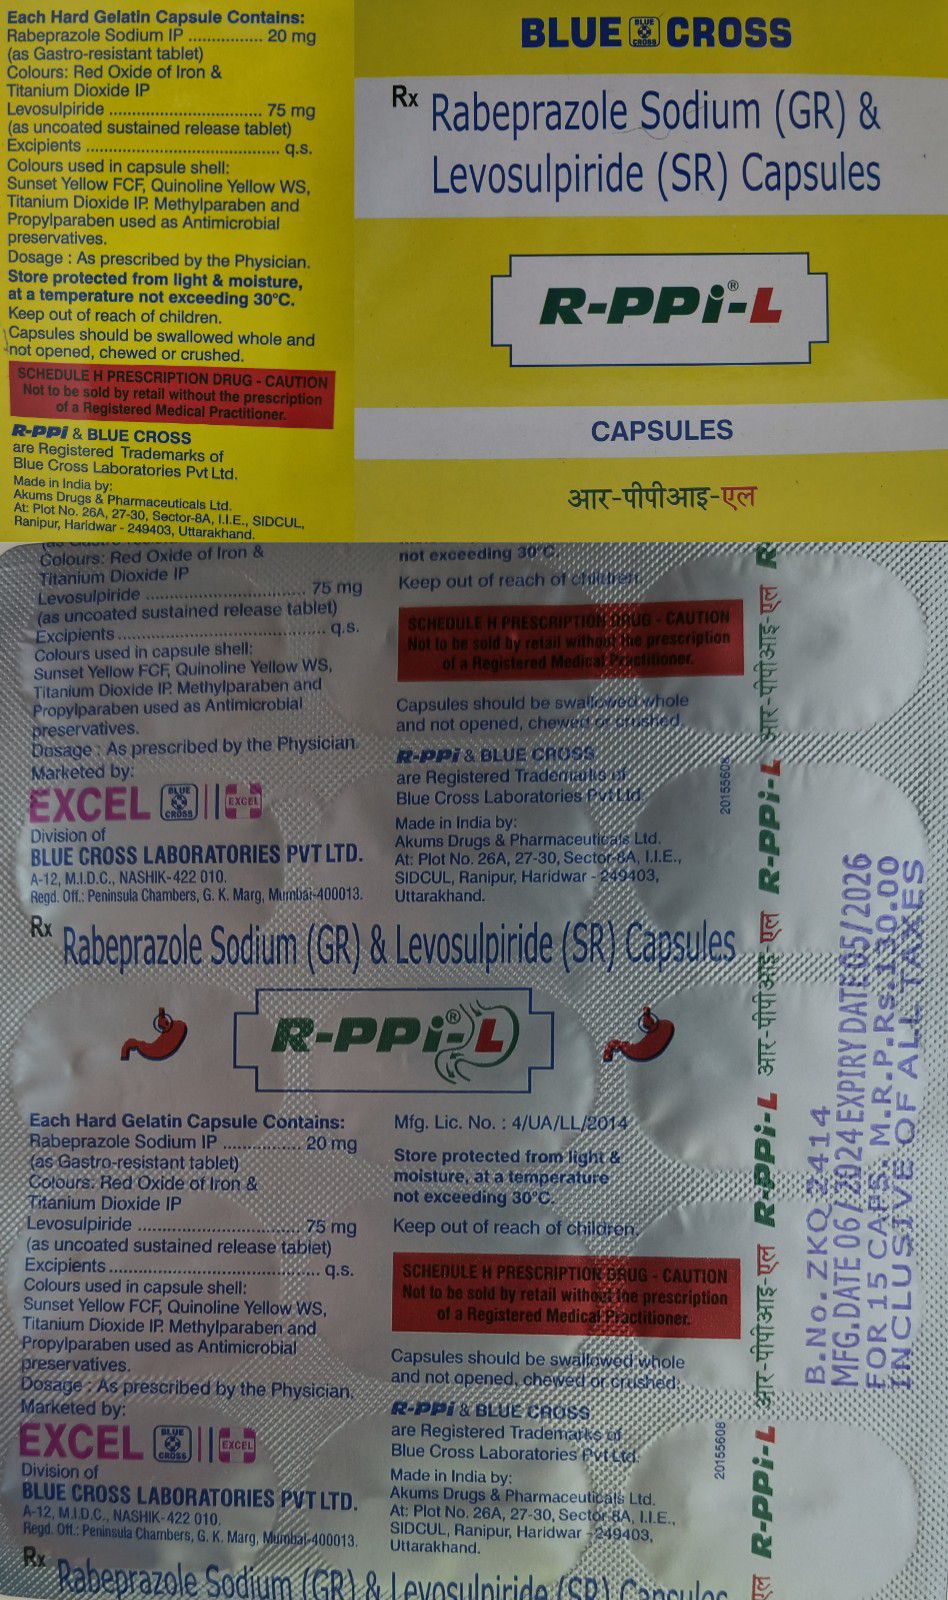 Each Hard Gelatin Capsule Contains:
Rabeprazole Sodium IP ................ 20 mg
(as Gastro-resistant tablet)
Colours: Red Oxide of Iron &
Titanium Dioxide IP
Levosulpiride ................................. 75 mg
(as uncoated sustained release tablet)
Excipients .......................................... q.s.
Colours used in capsule shell:
Sunset Yellow FCF, Quinoline Yellow WS,
Titanium Dioxide IP. Methylparaben and
Propylparaben used as Antimicrobial
preservatives.
Dosage : As prescribed by the Physician.
Store protected from light & moisture,
at a temperature not exceeding 30°C.
Keep out of reach of children.
Capsules should be swallowed whole and
not opened, chewed or crushed.
SCHEDULE H PRESCRIPTION DRUG - CAUTION
Not to be sold by retail without the prescription
of a Registered Medical Practitioner.
R-PPi & BLUE CROSS
are Registered Trademarks of
Blue Cross Laboratories Pvt Ltd.
Made in India by:
Akums Drugs & Pharmaceuticals Ltd.
At: Plot No. 26A, 27-30, Sector-8A, I.I.E., SIDCUL,
Ranipur, Haridwar - 249403, Uttarakhand.
BLUE BLUE CROSS CROSS
Rx Rabeprazole Sodium (GR) &
Levosulpiride (SR) Capsules
R-PPi®-L
CAPSULES
आर-पीपीआइ-एल
Colours: Red Oxide of Iron &
Titanium Dioxide IP
Levosulpiride .................................. 75 mg
(as uncoated sustained release tablet)
Excipients ............................................ q.s.
Colours used in capsule shell:
Sunset Yellow FCF, Quinoline Yellow WS,
Titanium Dioxide IP. Methylparaben and
Propylparaben used as Antimicrobial
preservatives.
Dosage : As prescribed by the Physician.
Marketed by:
EXCEL BLUE CROSS EXCEL
Division of
BLUE CROSS LABORATORIES PVT LTD.
A-12, M.I.D.C., NASHIK-422 010.
Regd. Off.: Peninsula Chambers, G. K. Marg, Mumbai-400013.
not exceeding 30°C.
Keep out of reach of children.
SCHEDULE H PRESCRIPTION DRUG - CAUTION
Not to be sold by retail without the prescription
of a Registered Medical Practitioner.
Capsules should be swallowed whole
and not opened, chewed or crushed.
R-PPi & BLUE CROSS
are Registered Trademarks of
Blue Cross Laboratories Pvt Ltd.
Made in India by:
Akums Drugs & Pharmaceuticals Ltd.
At: Plot No. 26A, 27-30, Sector-8A, I.I.E.,
SIDCUL, Ranipur, Haridwar - 249403,
Uttarakhand.
20155608
Rx Rabeprazole Sodium (GR) & Levosulpiride (SR) Capsules
R-PPi®-L
Each Hard Gelatin Capsule Contains:
Rabeprazole Sodium IP ................ 20 mg
(as Gastro-resistant tablet)
Colours: Red Oxide of Iron &
Titanium Dioxide IP
Levosulpiride .................................. 75 mg
(as uncoated sustained release tablet)
Excipients ............................................ q.s.
Colours used in capsule shell:
Sunset Yellow FCF, Quinoline Yellow WS,
Titanium Dioxide IP. Methylparaben and
Propylparaben used as Antimicrobial
preservatives.
Dosage : As prescribed by the Physician.
Marketed by:
EXCEL BLUE CROSS EXCEL
Division of
BLUE CROSS LABORATORIES PVT LTD.
A-12, M.I.D.C., NASHIK-422 010.
Regd. Off.: Peninsula Chambers, G. K. Marg, Mumbai-400013.
Mfg. Lic. No. : 4/UA/LL/2014
Store protected from light &
moisture, at a temperature
not exceeding 30°C.
Keep out of reach of children.
SCHEDULE H PRESCRIPTION DRUG - CAUTION
Not to be sold by retail without the prescription
of a Registered Medical Practitioner.
Capsules should be swallowed whole
and not opened, chewed or crushed.
R-PPi & BLUE CROSS
are Registered Trademarks of
Blue Cross Laboratories Pvt Ltd.
Made in India by:
Akums Drugs & Pharmaceuticals Ltd.
At: Plot No. 26A, 27-30, Sector-8A, I.I.E.,
SIDCUL, Ranipur, Haridwar - 249403,
Uttarakhand.
20155608
Rx Rabeprazole Sodium (GR) & Levosulpiride (SR) Capsules
एल R-PPi-L आर-पीपीआइ-एल R-PPi-L आर-पीपीआइ-एल R-PPi-L आर-पीपीआइ-एल R-
B.No. ZKQ 2414
MFG.DATE 06/2024 EXPIRY DATE 05/2026
FOR 15 CAPS. M.R.P.Rs.130.00
INCLUSIVE OF ALL TAXES